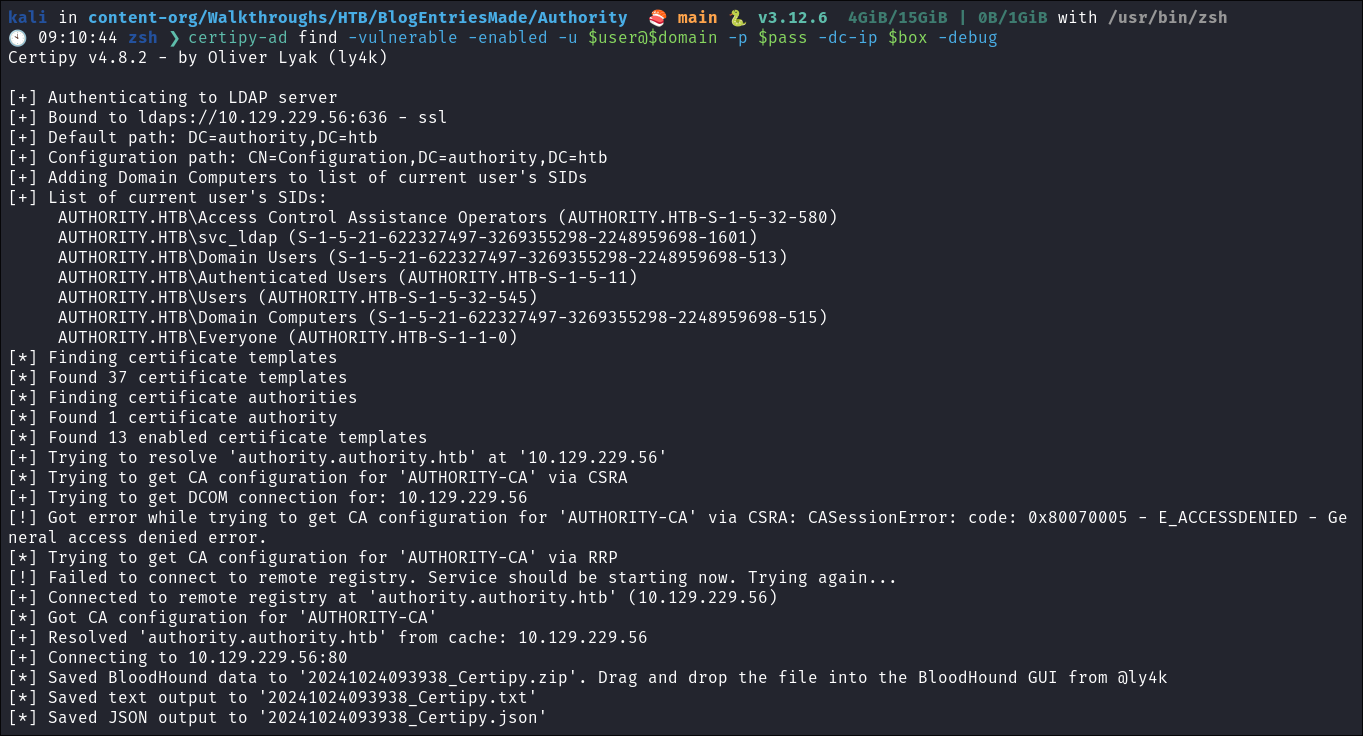 kali in content-org/Walkthroughs/HTB/BlogEntriesMade/Authority 🍣 main 🐍 v3.12.6 4GiB/15GiB | 0B/1GiB with /usr/bin/zsh
🕙 09:10:44 zsh ❯ certipy-ad find -vulnerable -enabled -u $user@$domain -p $pass -dc-ip $box -debug
Certipy v4.8.2 - by Oliver Lyak (ly4k)

[+] Authenticating to LDAP server
[+] Bound to ldaps://10.129.229.56:636 - ssl
[+] Default path: DC=authority,DC=htb
[+] Configuration path: CN=Configuration,DC=authority,DC=htb
[+] Adding Domain Computers to list of current user's SIDs
[+] List of current user's SIDs:
     AUTHORITY.HTB\Access Control Assistance Operators (AUTHORITY.HTB-S-1-5-32-580)
     AUTHORITY.HTB\svc_ldap (S-1-5-21-622327497-3269355298-2248959698-1601)
     AUTHORITY.HTB\Domain Users (S-1-5-21-622327497-3269355298-2248959698-513)
     AUTHORITY.HTB\Authenticated Users (AUTHORITY.HTB-S-1-5-11)
     AUTHORITY.HTB\Users (AUTHORITY.HTB-S-1-5-32-545)
     AUTHORITY.HTB\Domain Computers (S-1-5-21-622327497-3269355298-2248959698-515)
     AUTHORITY.HTB\Everyone (AUTHORITY.HTB-S-1-1-0)
[*] Finding certificate templates
[*] Found 37 certificate templates
[*] Finding certificate authorities
[*] Found 1 certificate authority
[*] Found 13 enabled certificate templates
[+] Trying to resolve 'authority.authority.htb' at '10.129.229.56'
[*] Trying to get CA configuration for 'AUTHORITY-CA' via CSRA
[+] Trying to get DCOM connection for: 10.129.229.56
[!] Got error while trying to get CA configuration for 'AUTHORITY-CA' via CSRA: CASessionError: code: 0x80070005 - E_ACCESSDENIED - Ge
neral access denied error.
[*] Trying to get CA configuration for 'AUTHORITY-CA' via RRP
[!] Failed to connect to remote registry. Service should be starting now. Trying again...
[+] Connected to remote registry at 'authority.authority.htb' (10.129.229.56)
[*] Got CA configuration for 'AUTHORITY-CA'
[+] Resolved 'authority.authority.htb' from cache: 10.129.229.56
[+] Connecting to 10.129.229.56:80
[*] Saved BloodHound data to '20241024093938_Certipy.zip'. Drag and drop the file into the BloodHound GUI from @ly4k
[*] Saved text output to '20241024093938_Certipy.txt'
[*] Saved JSON output to '20241024093938_Certipy.json'